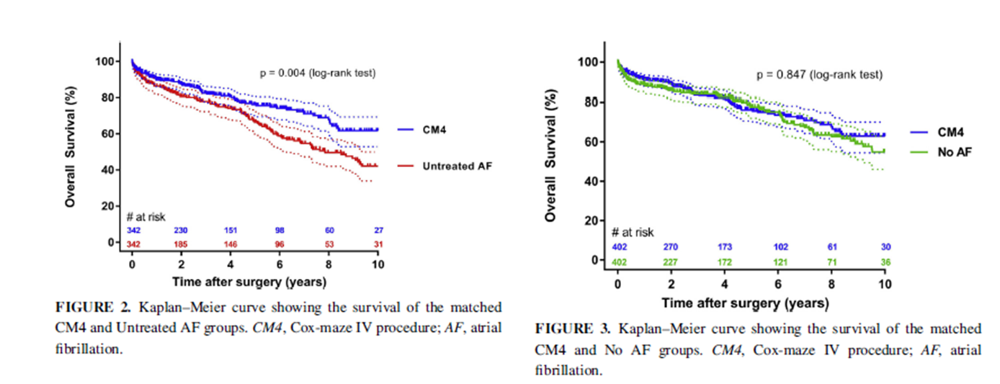 100
80
60
40
20
0
Overall Survival (%)
p = 0.004 (log-rank test)
CM4
Untreated AF
# at risk
342 230 151 98 60 27
342 185 146 96 53 31
0 2 4 6 8 10
Time after surgery (years)
FIGURE 2. Kaplan–Meier curve showing the survival of the matched
CM4 and Untreated AF groups. CM4, Cox-maze IV procedure; AF, atrial
fibrillation.
100
80
60
40
20
0
Overall Survival (%)
p = 0.847 (log-rank test)
CM4
No AF
# at risk
402 270 173 102 61 30
402 227 172 121 71 36
0 2 4 6 8 10
Time after surgery (years)
FIGURE 3. Kaplan–Meier curve showing the survival of the matched
CM4 and No AF groups. CM4, Cox-maze IV procedure; AF, atrial
fibrillation.